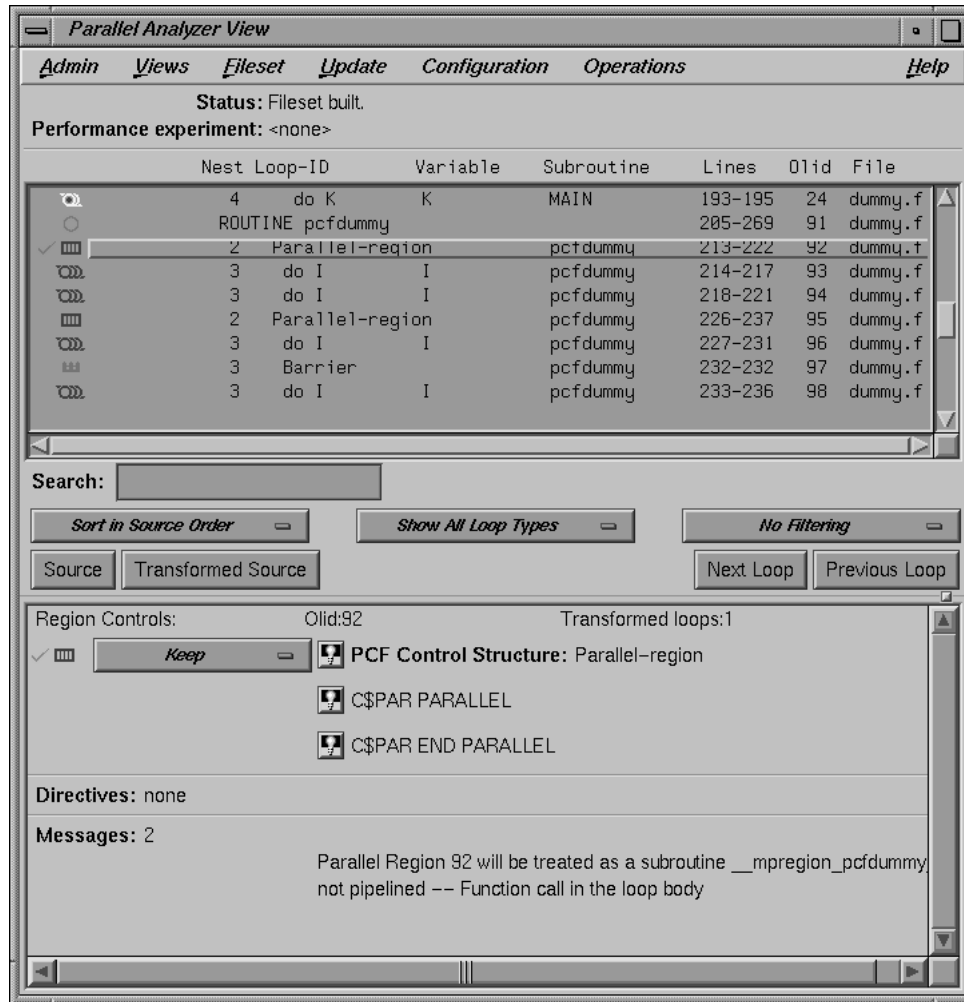 Parallel Analyzer View
Admin Views Fileset Update Configuration Operations Help
Status: Fileset built.
Performance experiment: <none>
Nest Loop-ID Variable Subroutine Lines Olid File
4 do K K MAIN 193-195 24 dummy.f
ROUTINE pcfdummy 205-269 91 dummy.f
2 Parallel-region pcfdummy 213-222 92 dummy.f
3 do I I pcfdummy 214-217 93 dummy.f
3 do I I pcfdummy 218-221 94 dummy.f
2 Parallel-region pcfdummy 226-237 95 dummy.f
3 do I I pcfdummy 227-231 96 dummy.f
3 Barrier pcfdummy 232-232 97 dummy.f
3 do I I pcfdummy 233-236 98 dummy.f
Search:
Sort in Source Order Show All Loop Types No Filtering
Source Transformed Source Next Loop Previous Loop
Region Controls: Olid:92 Transformed loops:1
Keep PCF Control Structure: Parallel-region
C$PAR PARALLEL
C$PAR END PARALLEL
Directives: none
Messages: 2
Parallel Region 92 will be treated as a subroutine __mpregion_pcfdummy_
not pipelined -- Function call in the loop body